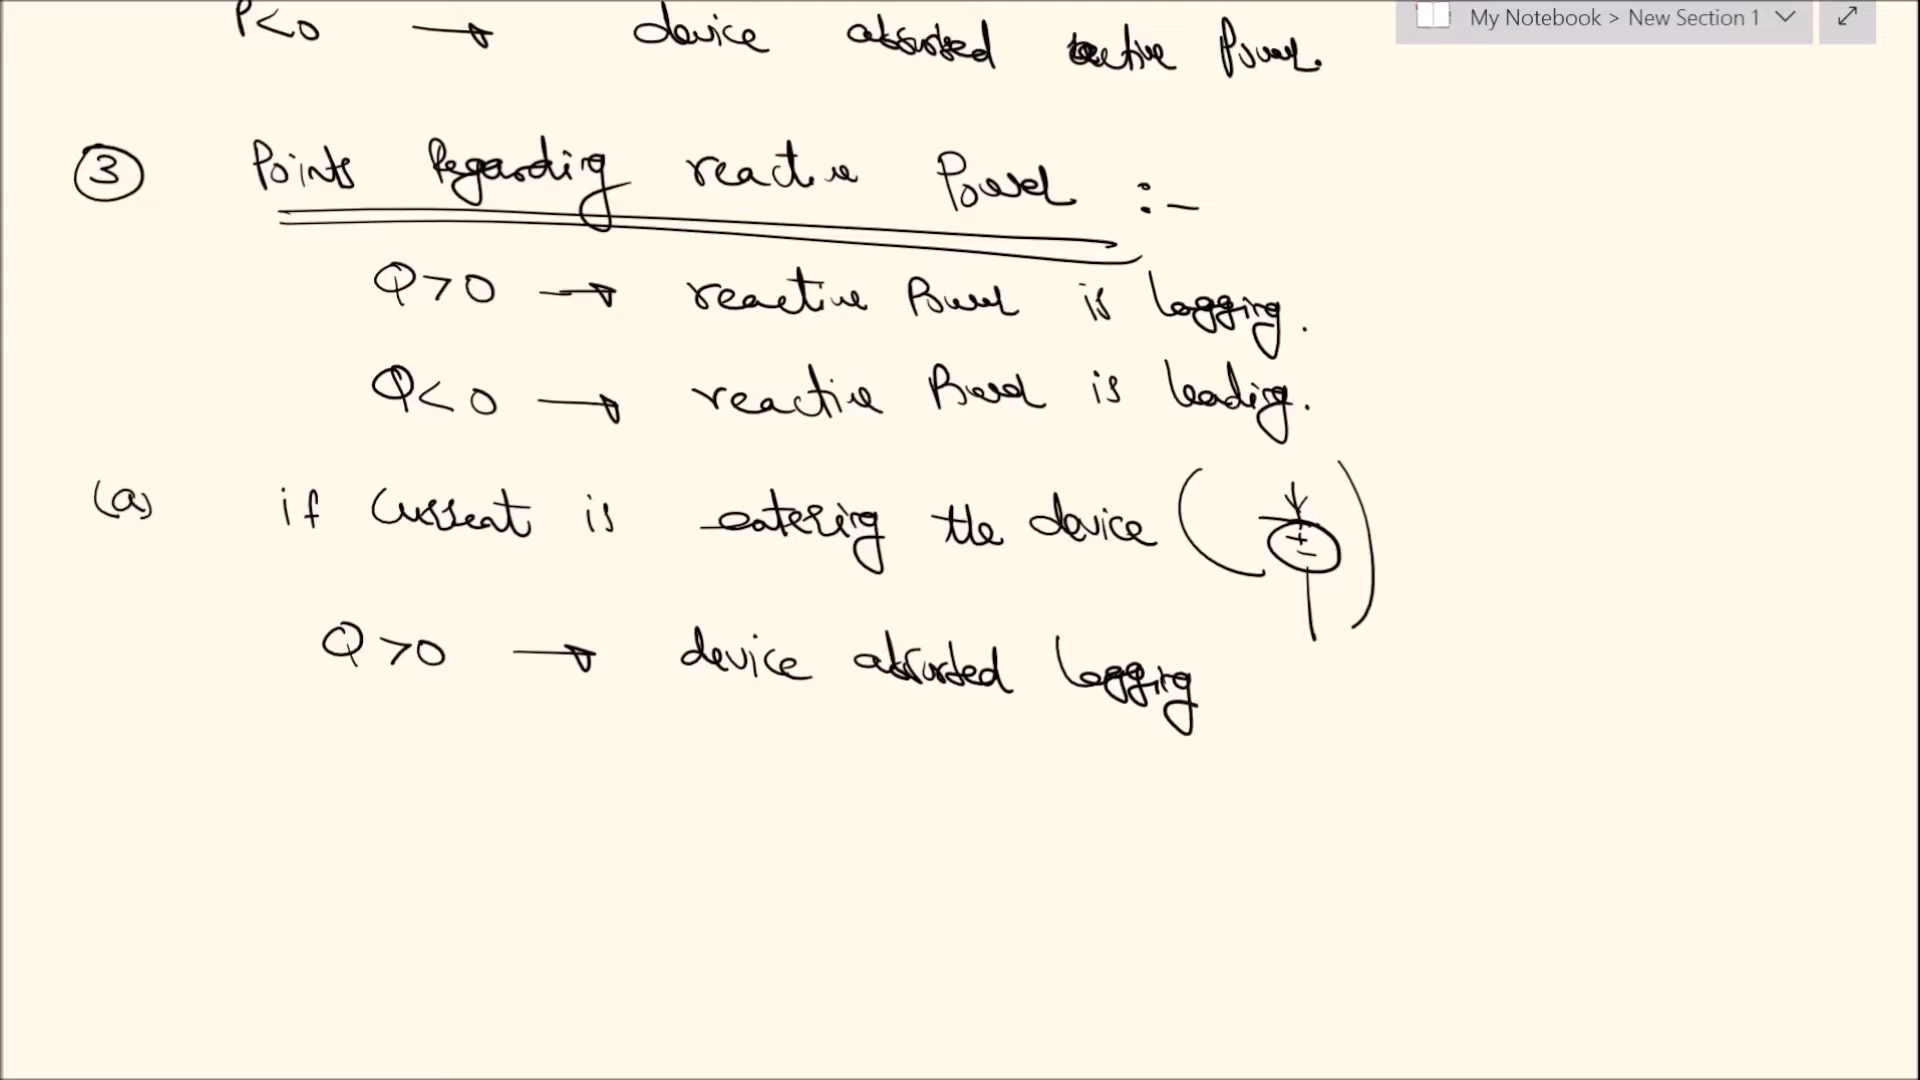 My Notebook > New Section 1
P<0 → device absorbed active Power.
③ Points Regarding reactive Power :-
Q>0 → reactive Power is lagging.
Q<0 → reactive Power is leading.
(a) if Current is entering the device ( + - )
Q>0 → device absorbed lagging